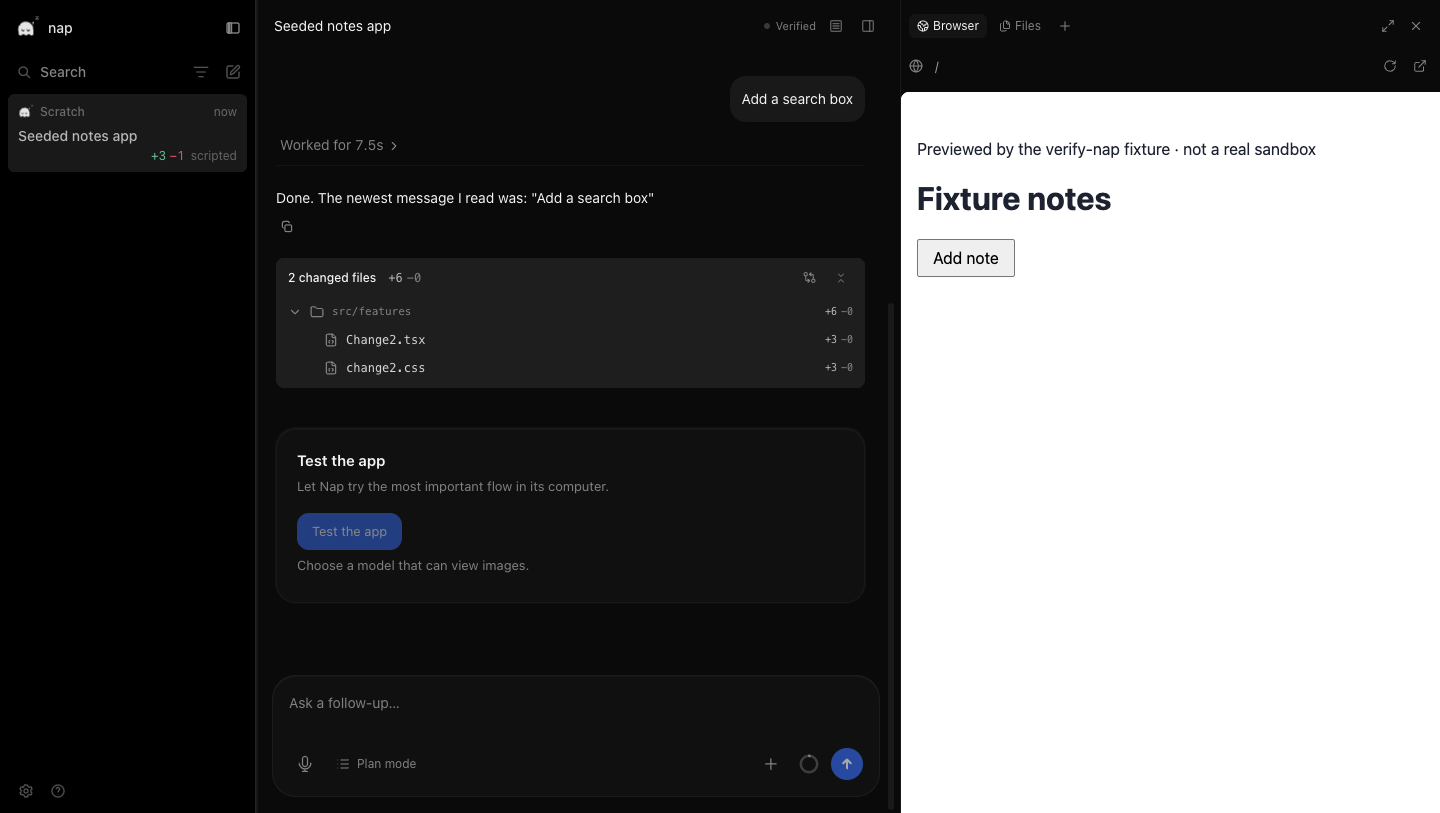 nap
Search
Scratch
now
Seeded notes app
+3 −1 scripted
Seeded notes app
Verified
Add a search box
Worked for 7.5s
Done. The newest message I read was: "Add a search box"
2 changed files +6 −0
src/features +6 −0
Change2.tsx +3 −0
change2.css +3 −0
Test the app
Let Nap try the most important flow in its computer.
Test the app
Choose a model that can view images.
Ask a follow-up...
Plan mode
Browser
Files
/
Previewed by the verify-nap fixture · not a real sandbox
Fixture notes
Add note